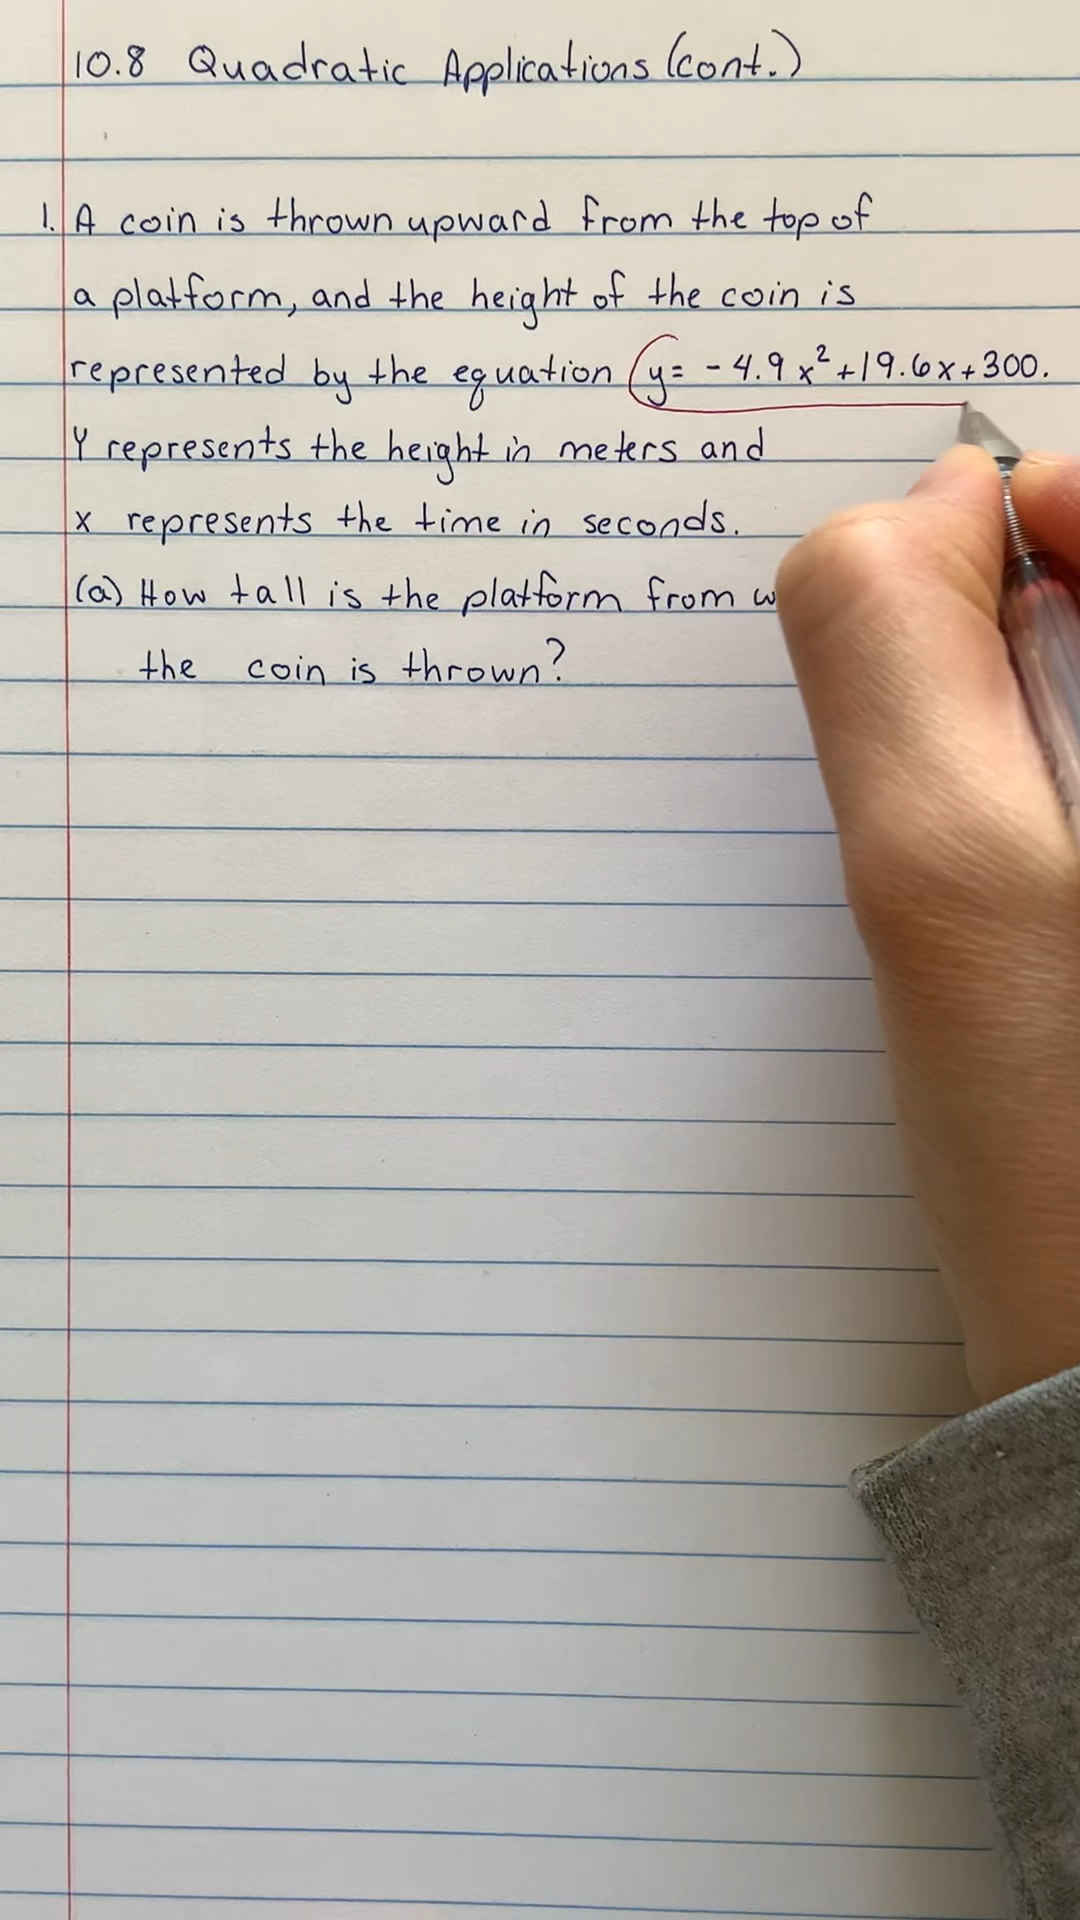 10.8 Quadratic Applications (cont.)
1. A coin is thrown upward from the top of
a platform, and the height of the coin is
represented by the equation y = -4.9x²+19.6x+300.
Y represents the height in meters and
x represents the time in seconds.
(a) How tall is the platform from
the coin is thrown?